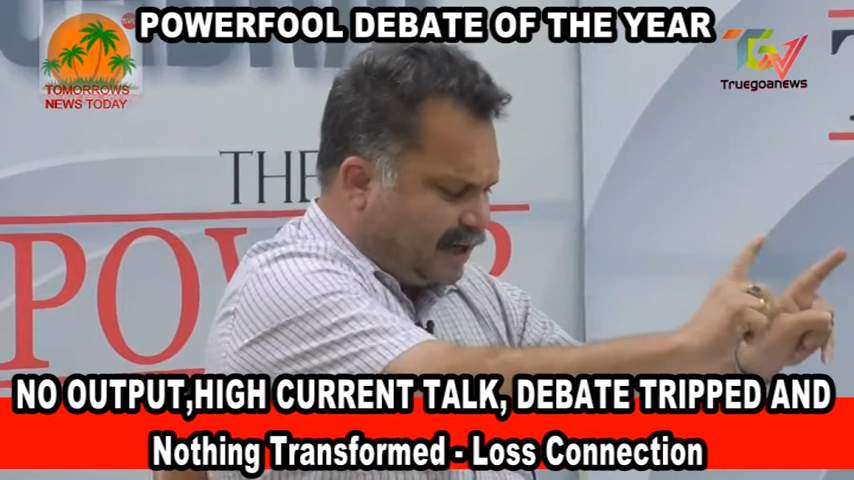 POWERFOOL DEBATE OF THE YEAR
TOMORROWS
NEWS TODAY
TGN
Truegoanews
THE
POW
NO OUTPUT,HIGH CURRENT TALK, DEBATE TRIPPED AND
Nothing Transformed - Loss Connection